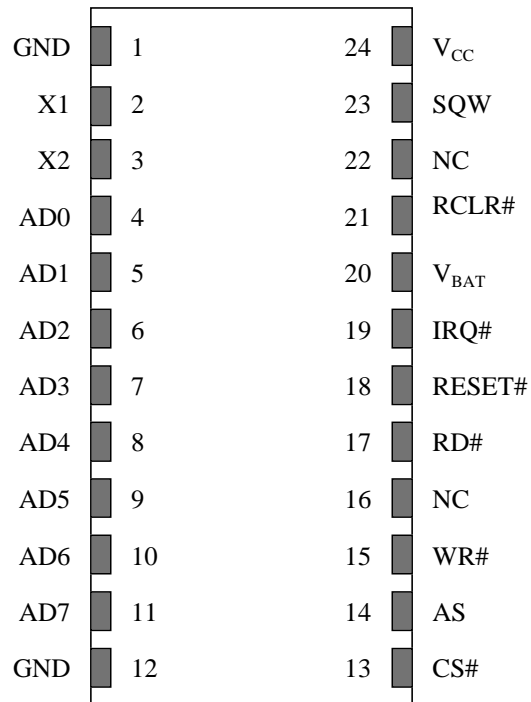 GND 1 24 VCC
X1 2 23 SQW
X2 3 22 NC
AD0 4 21 RCLR#
AD1 5 20 VBAT
AD2 6 19 IRQ#
AD3 7 18 RESET#
AD4 8 17 RD#
AD5 9 16 NC
AD6 10 15 WR#
AD7 11 14 AS
GND 12 13 CS#